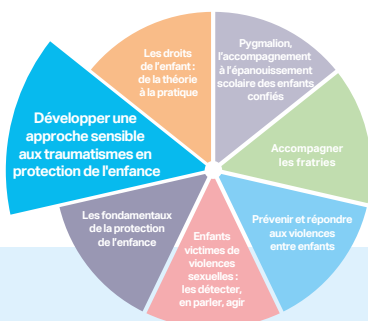 Les droits
de l'enfant :
de la théorie
à la pratique
Pygmalion,
l'accompagnement
à l'épanouissement
scolaire des enfants
confiés
Développer une
approche sensible
aux traumatismes en
protection de l'enfance
Accompagner
les fratries
Les fondamentaux
de la protection
de l'enfance
Enfants
victimes de
violences
sexuelles :
les détecter,
en parler, agir
Prévenir et répondre
aux violences
entre enfants